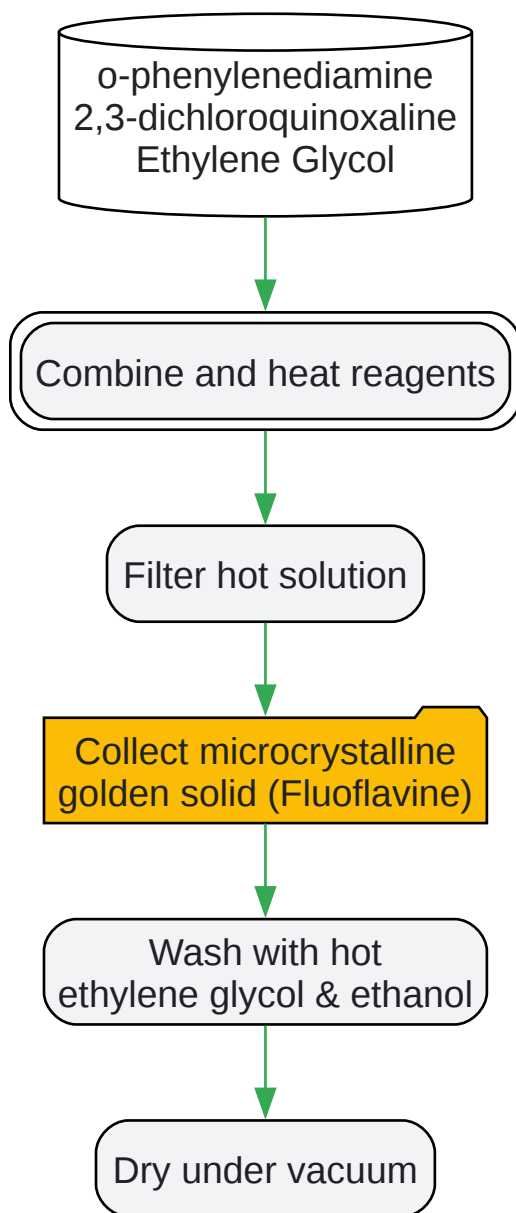 o-phenylenediamine
2,3-dichloroquinoxaline
Ethylene Glycol
Combine and heat reagents
Filter hot solution
Collect microcrystalline
golden solid (Fluoflavine)
Wash with hot
ethylene glycol & ethanol
Dry under vacuum